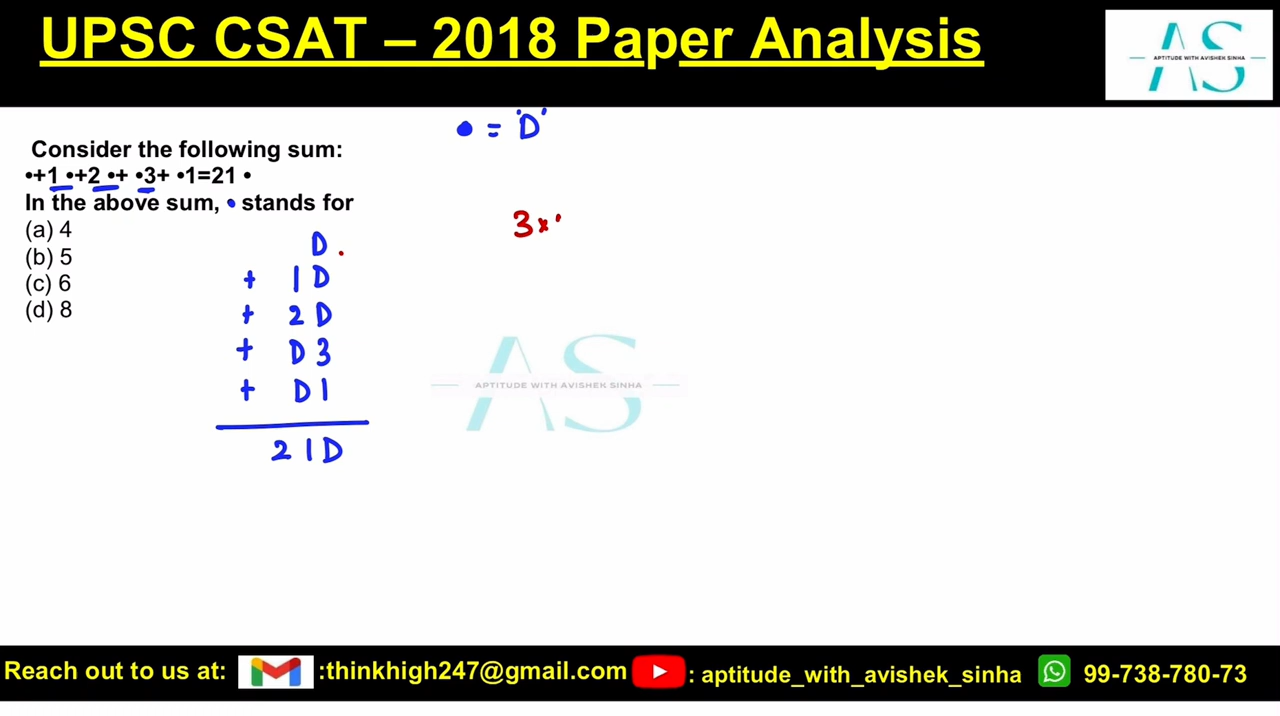 UPSC CSAT – 2018 Paper Analysis
AS
APTITUDE WITH AVISHEK SINHA
• = 'D'
Consider the following sum:
•+1 •+2 •+ •3+ •1=21 •
In the above sum, • stands for
(a) 4
(b) 5
(c) 6
(d) 8
3×
D
+ 1D
+ 2D
+ D3
+ D1
21D
AS
APTITUDE WITH AVISHEK SINHA
Reach out to us at: :thinkhigh247@gmail.com : aptitude_with_avishek_sinha 99-738-780-73